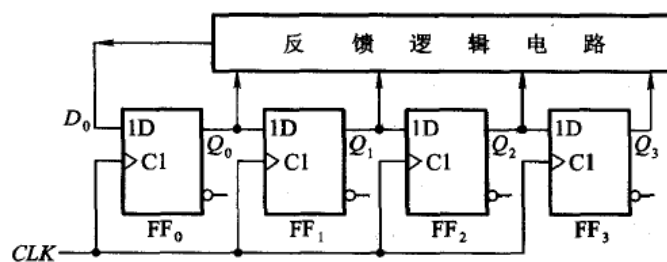 反馈逻辑电路
D₀ 1D Q₀ 1D Q₁ 1D Q₂ 1D Q₃
C1 C1 C1 C1
FF₀ FF₁ FF₂ FF₃
CLK